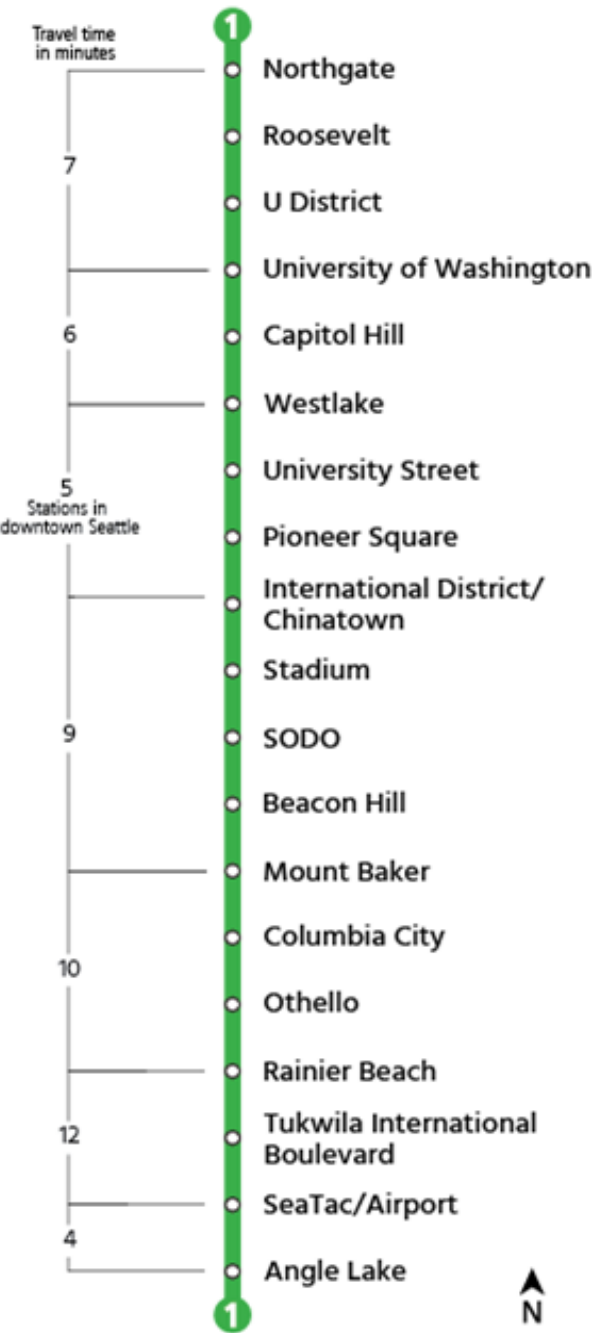 1
Travel time
in minutes
Northgate
Roosevelt
7
U District
University of Washington
6
Capitol Hill
Westlake
University Street
5
Stations in
downtown Seattle
Pioneer Square
International District/
Chinatown
Stadium
9
SODO
Beacon Hill
Mount Baker
Columbia City
10
Othello
Rainier Beach
12
Tukwila International
Boulevard
SeaTac/Airport
4
Angle Lake
1
N